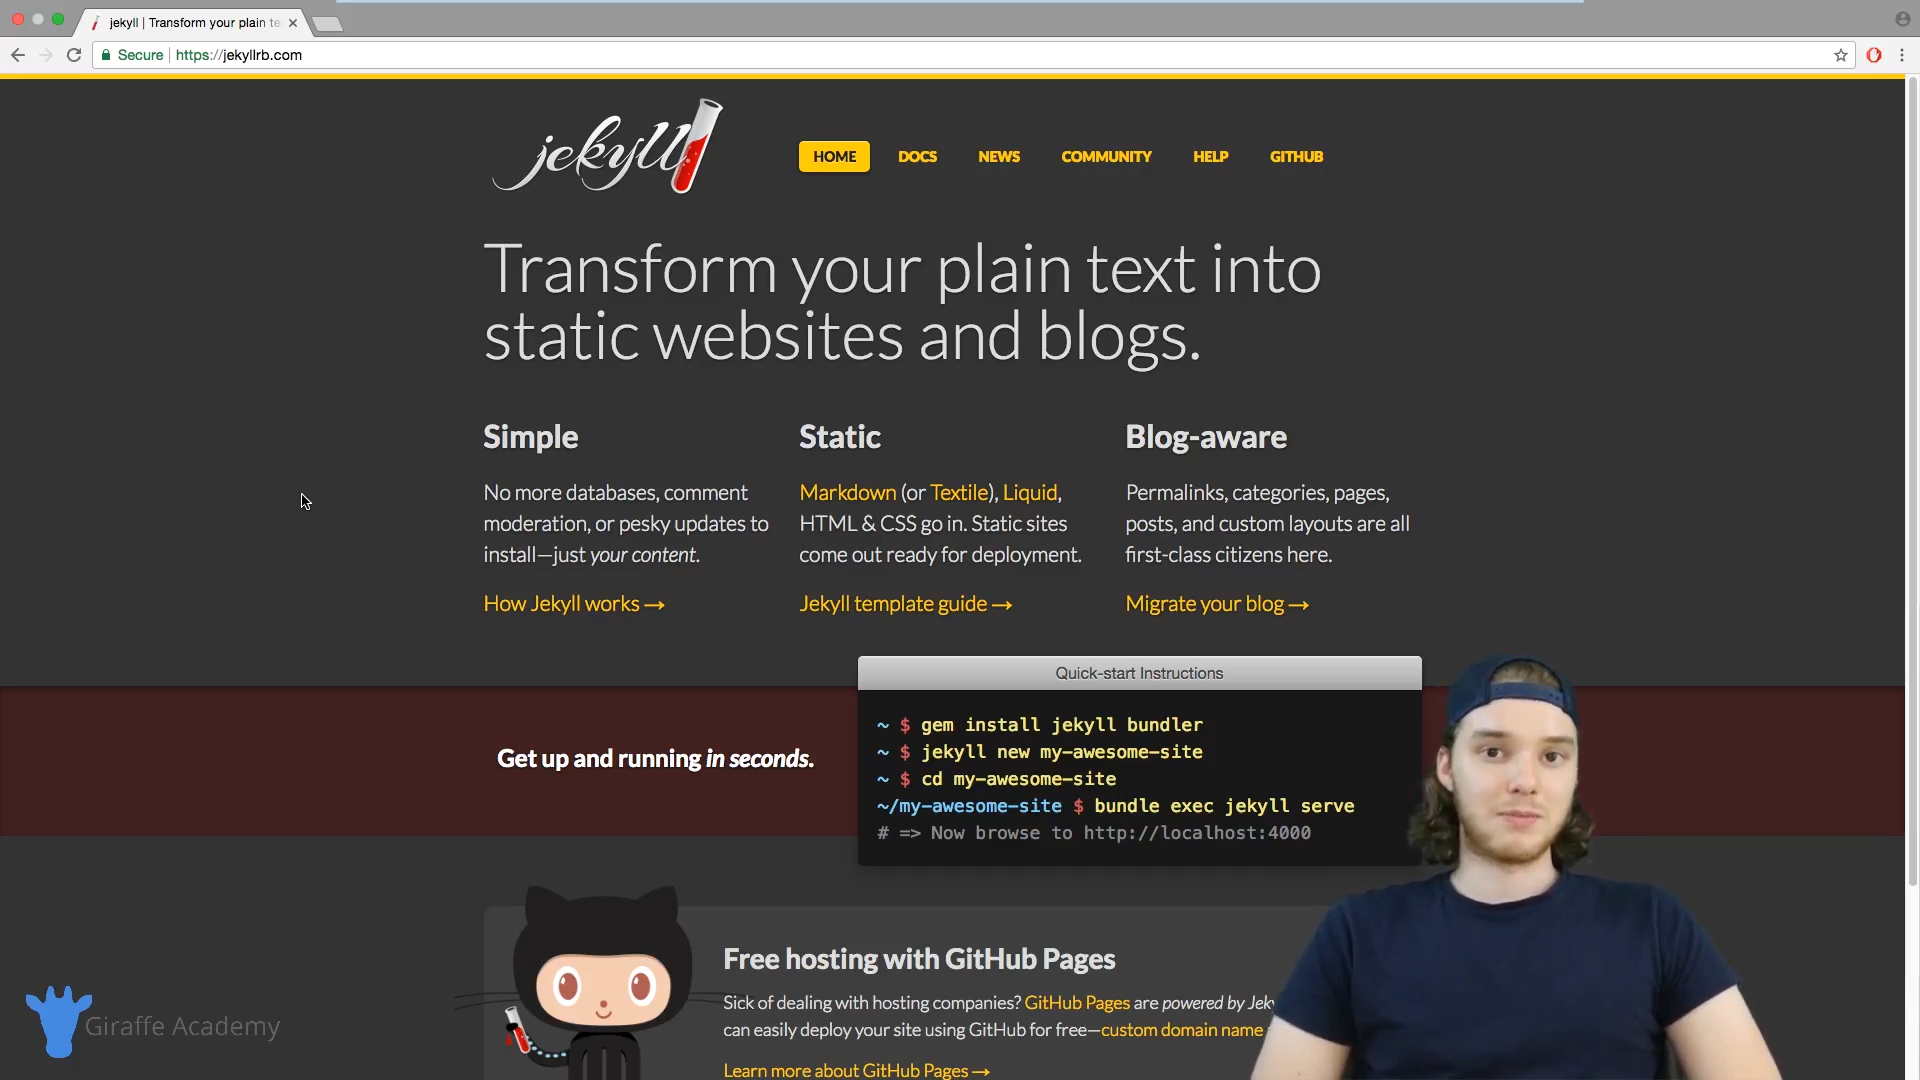 jekyll | Transform your plain te
Secure https://jekyllrb.com
jekyll
HOME DOCS NEWS COMMUNITY HELP GITHUB
Transform your plain text into
static websites and blogs.
Simple
No more databases, comment
moderation, or pesky updates to
install—just your content.
How Jekyll works →
Static
Markdown (or Textile), Liquid,
HTML & CSS go in. Static sites
come out ready for deployment.
Jekyll template guide →
Blog-aware
Permalinks, categories, pages,
posts, and custom layouts are all
first-class citizens here.
Migrate your blog →
Get up and running in seconds.
Quick-start Instructions
~ $ gem install jekyll bundler
~ $ jekyll new my-awesome-site
~ $ cd my-awesome-site
~/my-awesome-site $ bundle exec jekyll serve
# => Now browse to http://localhost:4000
Free hosting with GitHub Pages
Sick of dealing with hosting companies? GitHub Pages are powered by
can easily deploy your site using GitHub for free—custom domain name
Learn more about GitHub Pages →
Giraffe Academy